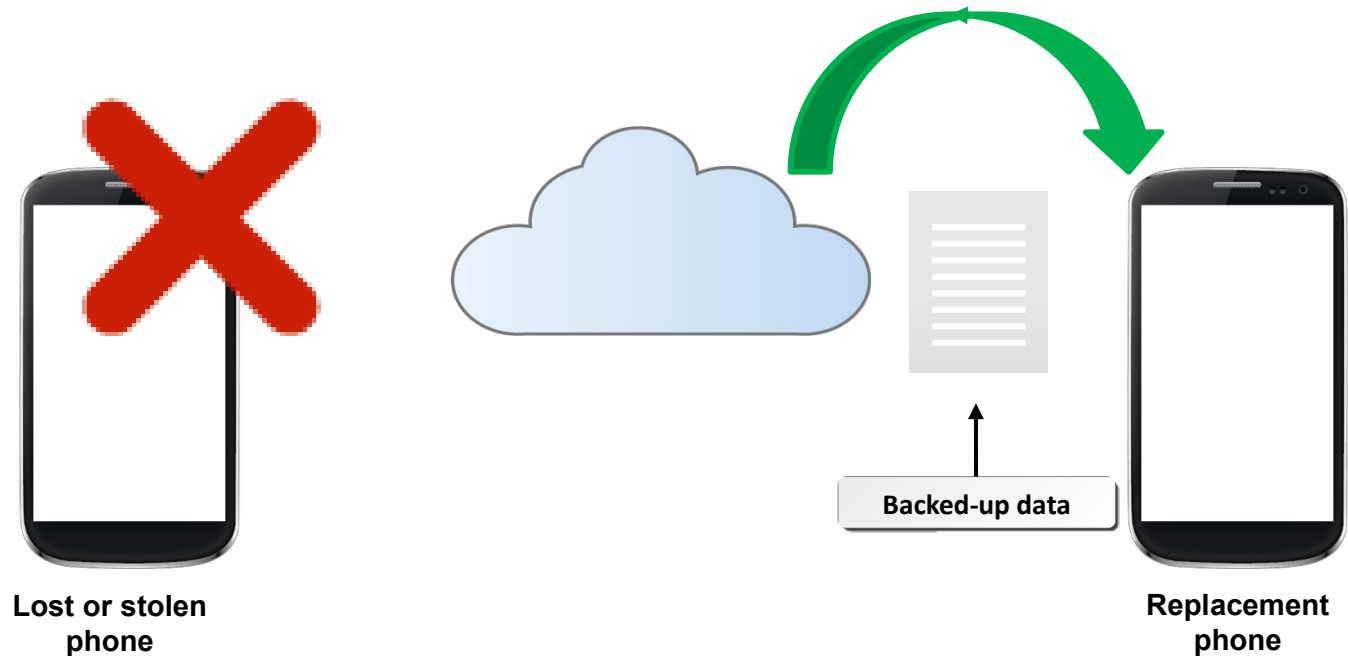 Backed-up data
Lost or stolen
phone
Replacement
phone